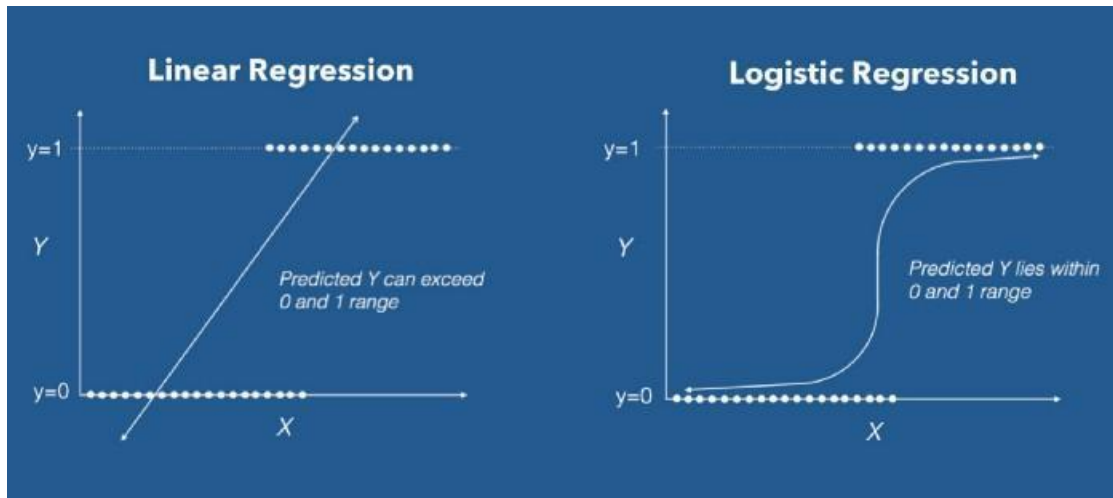 Linear Regression
y=1
Y
Predicted Y can exceed
0 and 1 range
y=0
X
Logistic Regression
y=1
Y
Predicted Y lies within
0 and 1 range
y=0
X